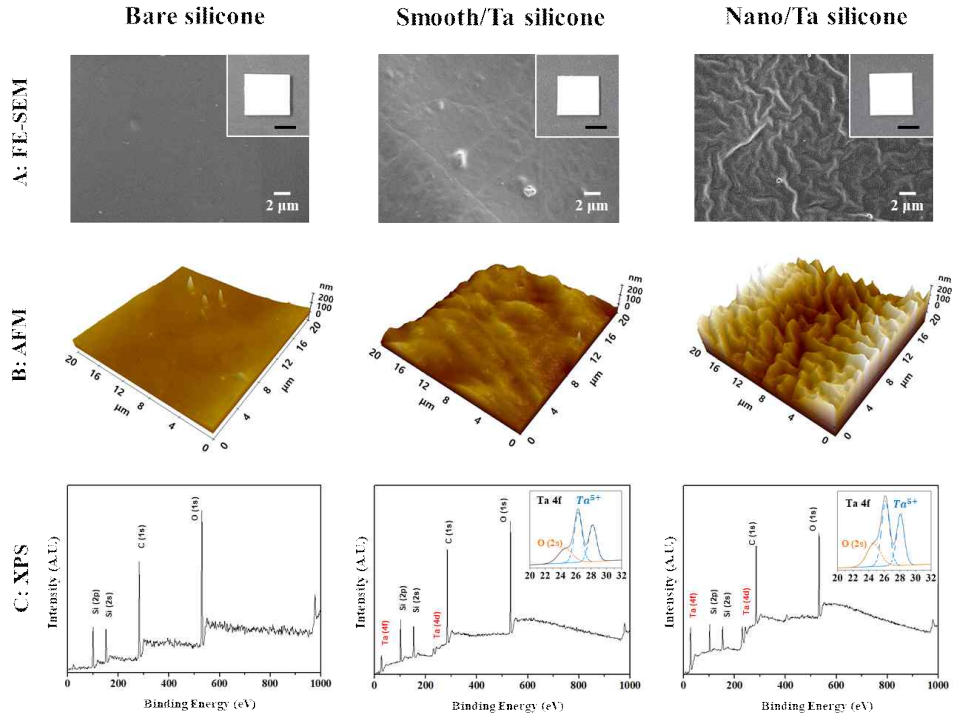 Bare silicone Smooth/Ta silicone Nano/Ta silicone
A: FE-SEM
2 μm 2 μm 2 μm
B: AFM
nm
200
100
0
20
16
12
8
4
0
μm
20
16
12
8
4
0
nm
200
100
0
20
16
12
8
4
0
μm
20
16
12
8
4
0
μm
nm
200
100
0
20
16
12
8
4
0
μm
20
16
12
8
4
0
μm
C: XPS
Intensity (A.U.)
Si (2p)
Si (2s)
C (1s)
O (1s)
0 200 400 600 800 1000
Binding Energy (eV)
Intensity (A.U.)
Ta (4f)
Si (2p)
Si (2s)
Ta (4d)
C (1s)
O (1s)
Ta 4f Ta5+
O (2s)
20 22 24 26 28 30 32
0 200 400 600 800 1000
Binding Energy (eV)
Intensity (A.U.)
Ta (4f)
Si (2p)
Si (2s)
Ta (4d)
C (1s)
O (1s)
Ta 4f Ta5+
O (2s)
20 22 24 26 28 30 32
0 200 400 600 800 1000
Binding Energy (eV)